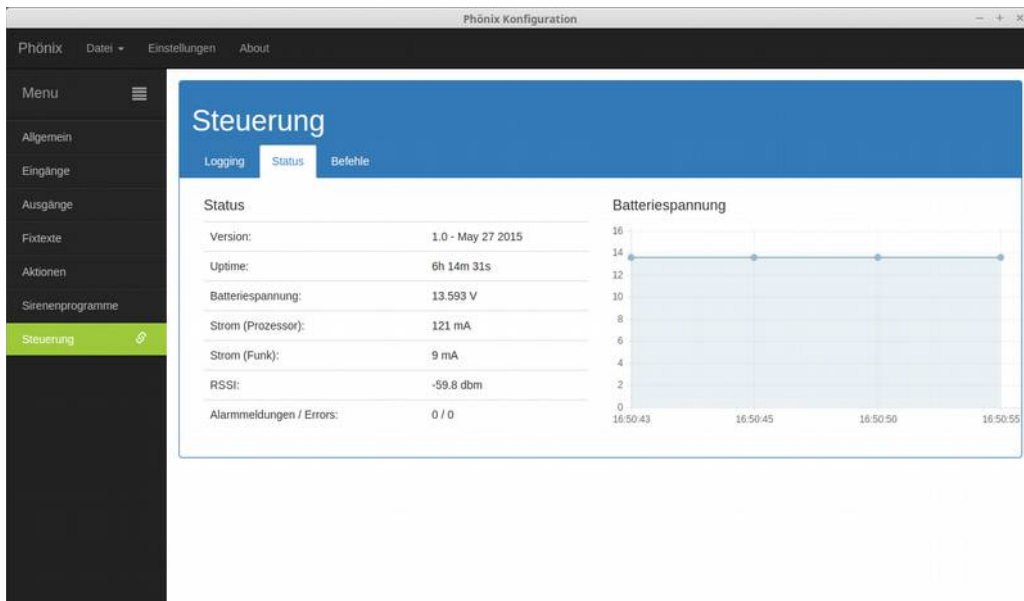 Phönix Konfiguration
Phönix Datei Einstellungen About
Menu
Allgemein
Eingänge
Ausgänge
Fixtexte
Aktionen
Sirenenprogramme
Steuerung
Steuerung
Logging Status Befehle
Status
Version: 1.0 - May 27 2015
Uptime: 6h 14m 31s
Batteriespannung: 13.593 V
Strom (Prozessor): 121 mA
Strom (Funk): 9 mA
RSSI: -59.8 dbm
Alarmmeldungen / Errors: 0 / 0
Batteriespannung
16
14
12
10
8
6
4
2
0
16:50:43 16:50:45 16:50:50 16:50:55